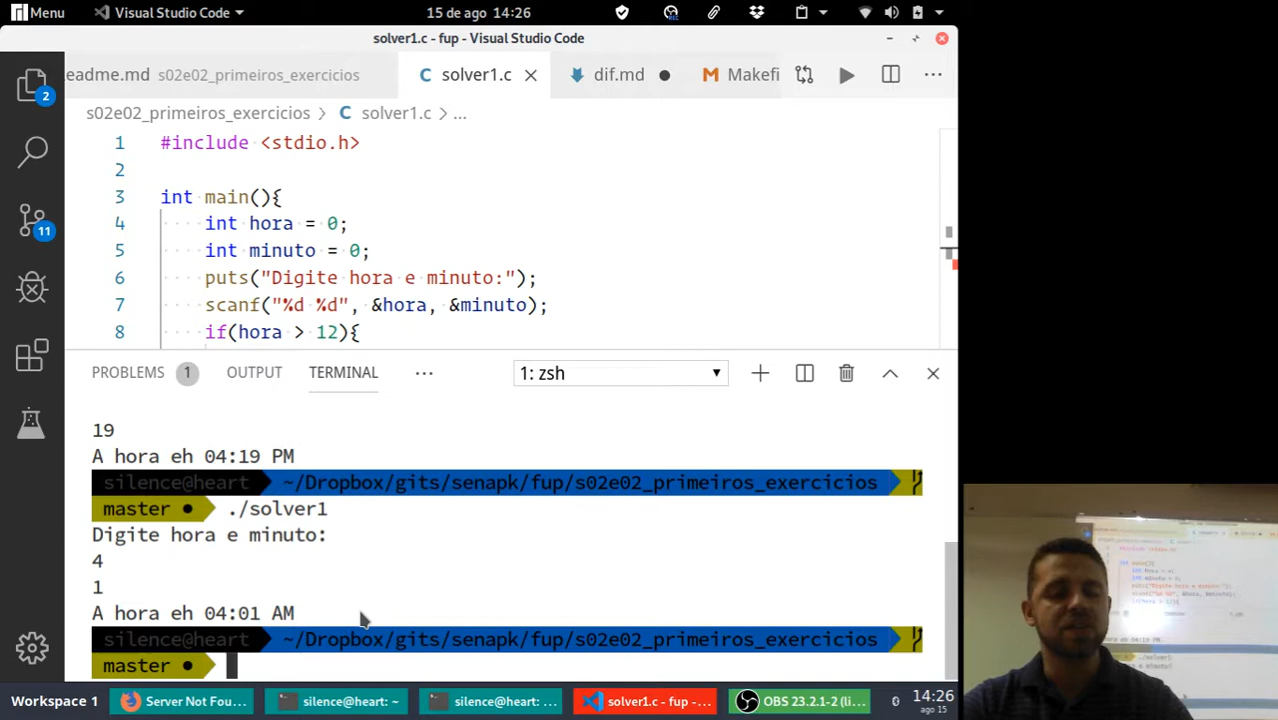 Menu Visual Studio Code 15 de ago 14:26
solver1.c - fup - Visual Studio Code
eadme.md s02e02_primeiros_exercicios solver1.c dif.md Makefi
s02e02_primeiros_exercicios > C solver1.c > ...
1 #include <stdio.h>
2
3 int main(){
4 int hora = 0;
5 int minuto = 0;
6 puts("Digite hora e minuto:");
7 scanf("%d %d", &hora, &minuto);
8 if(hora > 12){
2
11
PROBLEMS 1 OUTPUT TERMINAL ... 1: zsh
19
A hora eh 04:19 PM
silence@heart ~/Dropbox/gits/senapk/fup/s02e02_primeiros_exercicios
master ● ./solver1
Digite hora e minuto:
4
1
A hora eh 04:01 AM
silence@heart ~/Dropbox/gits/senapk/fup/s02e02_primeiros_exercicios
master ●
Workspace 1 Server Not Fou... silence@heart: ~ silence@heart: ... solver1.c - fup -... OBS 23.2.1-2 (li... 0 14:26
ago 15